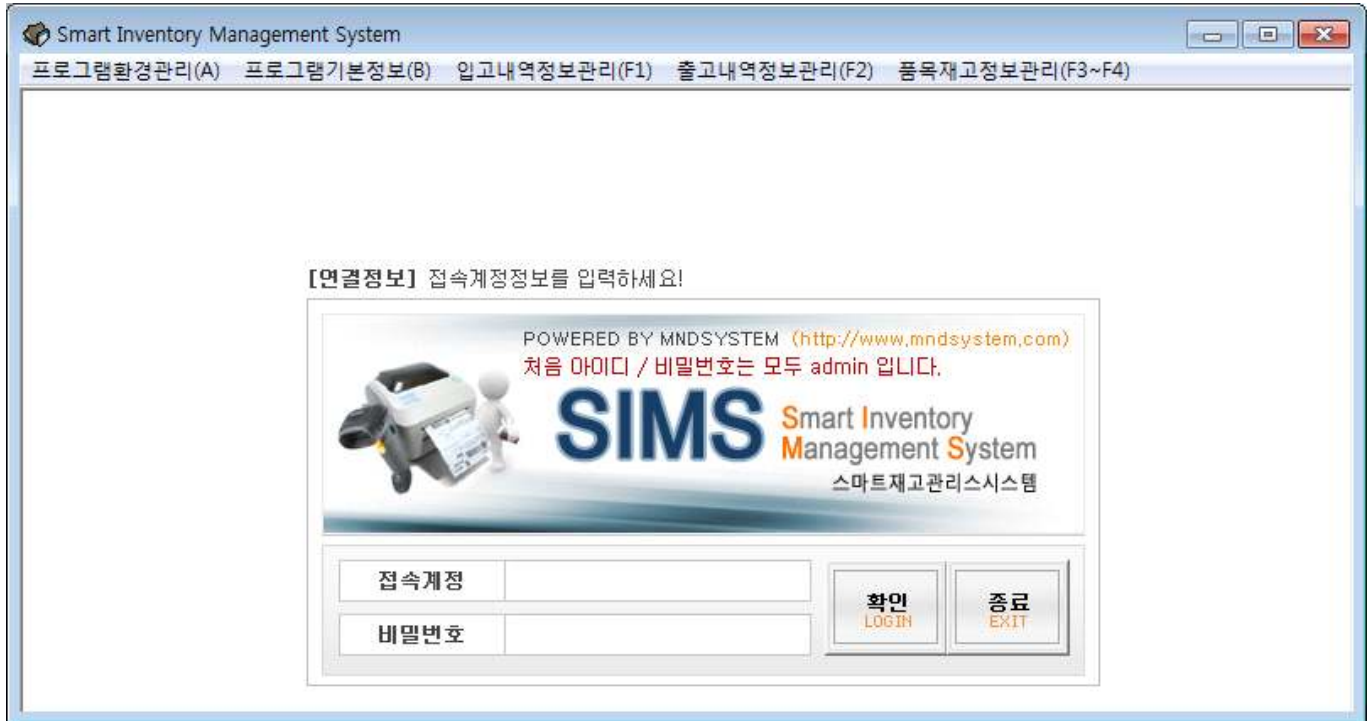 Smart Inventory Management System
프로그램환경관리(A) 프로그램기본정보(B) 입고내역정보관리(F1) 출고내역정보관리(F2) 품목재고정보관리(F3~F4)
[연결정보] 접속계정정보를 입력하세요!
POWERED BY MNDSYSTEM (http://www.mndsystem.com)
처음 아이디 / 비밀번호는 모두 admin 입니다.
SIMS Smart Inventory
Management System
스마트재고관리스시스템
접속계정
비밀번호
확인
LOGIN
종료
EXIT